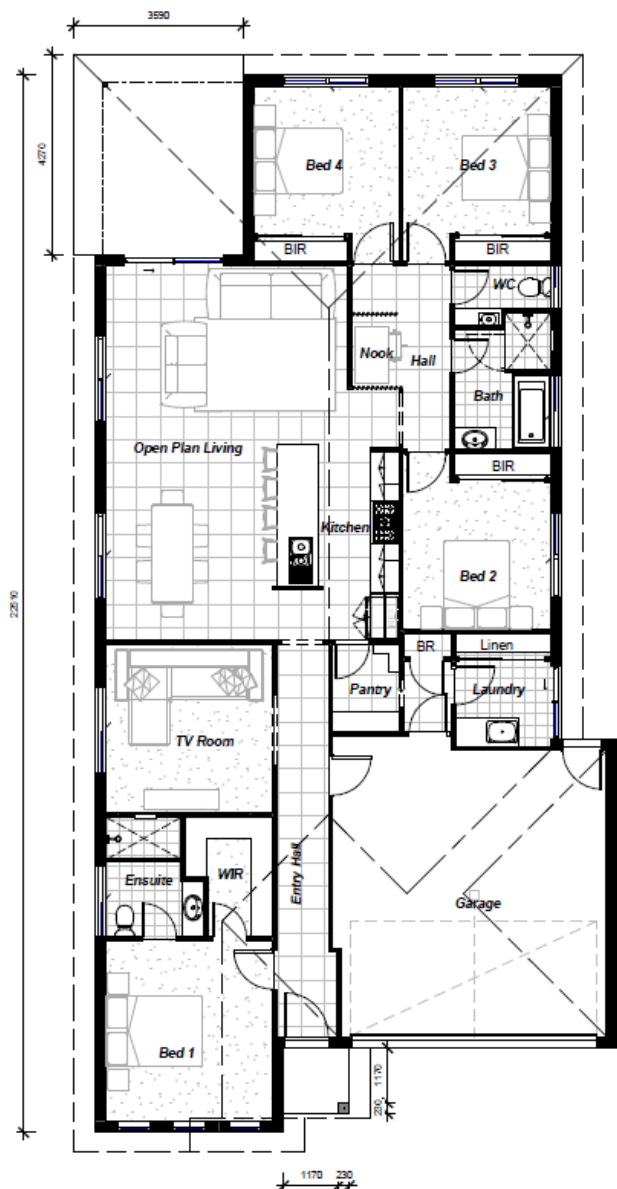 3590
4270
Bed 4
Bed 3
BIR
BIR
WC
Nook
Hall
Bath
Open Plan Living
BIR
Kitchen
Bed 2
22510
BR
Linen
Pantry
Laundry
TV Room
Entry Hall
WIR
Ensuite
Garage
Bed 1
1170
230
1170
230